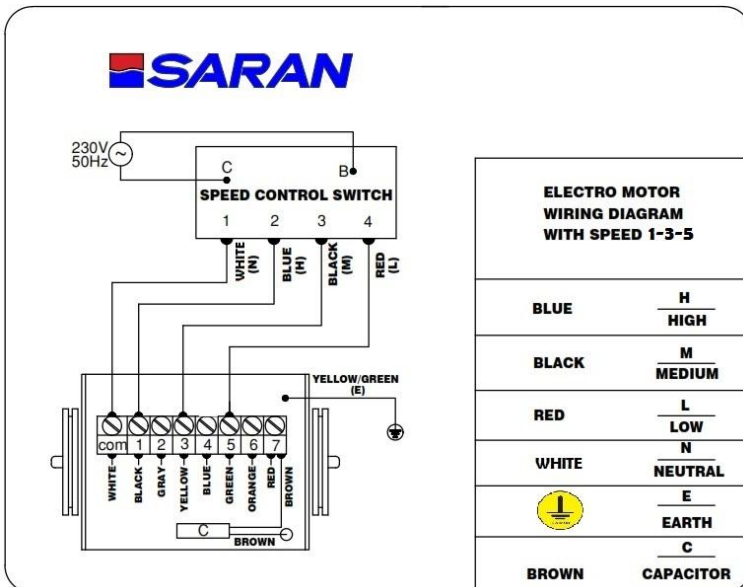 SARAN
230V
50Hz
~
C
B
SPEED CONTROL SWITCH
1 2 3 4
WHITE
(N)
BLUE
(H)
BLACK
(M)
RED
(L)
YELLOW/GREEN
(E)
com 1 2 3 4 5 6 7
WHITE
BLACK
GRAY
YELLOW
BLUE
GREEN
ORANGE
RED
BROWN
C
BROWN
ELECTRO MOTOR
WIRING DIAGRAM
WITH SPEED 1-3-5
BLUE
H
HIGH
BLACK
M
MEDIUM
RED
L
LOW
WHITE
N
NEUTRAL
E
EARTH
BROWN
C
CAPACITOR